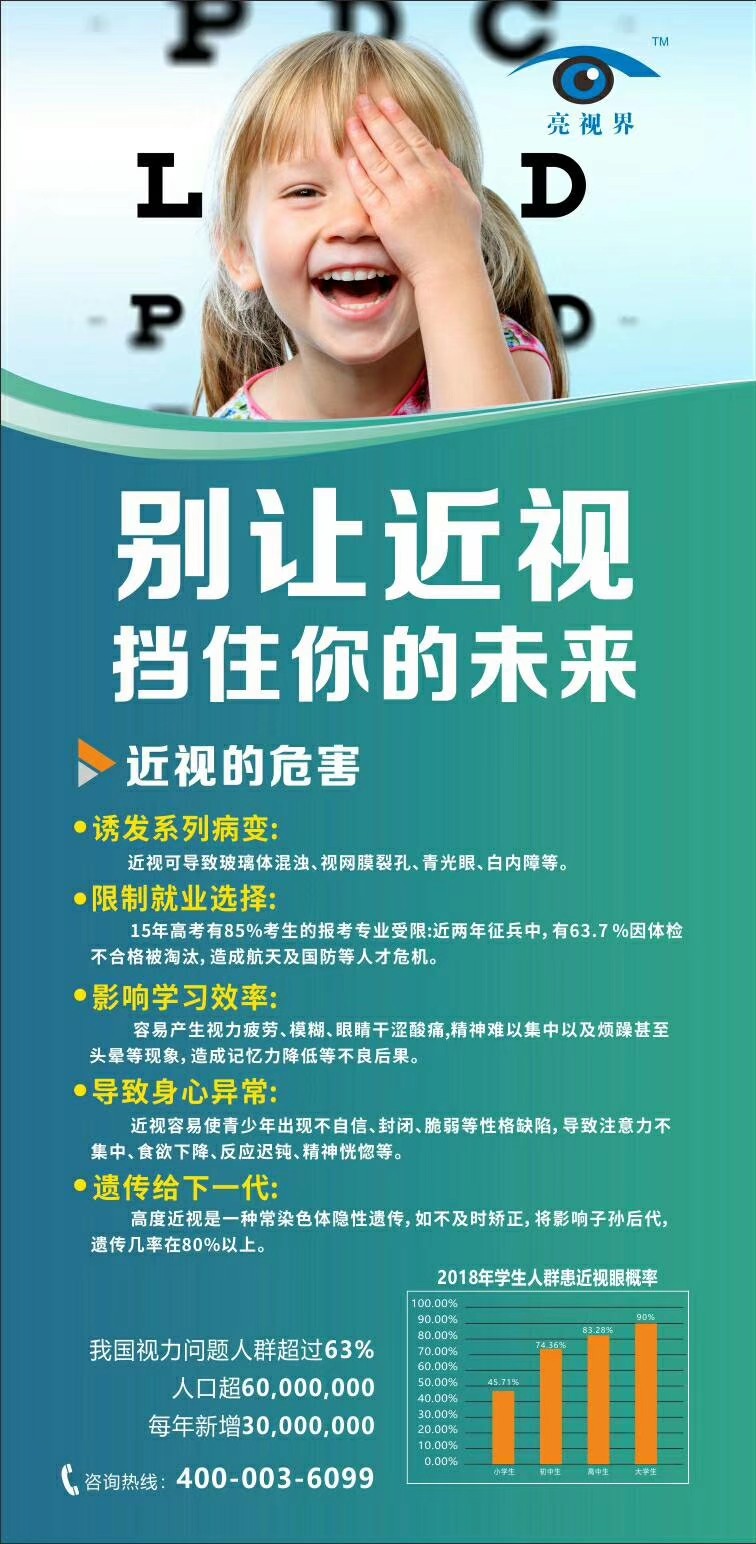 P D C
TM
亮视界
L D
- P D -
别让近视
挡住你的未来
近视的危害
•诱发系列病变:
近视可导致玻璃体混浊、视网膜裂孔、青光眼、白内障等。
•限制就业选择:
15年高考有85%考生的报考专业受限:近两年征兵中,有63.7%因体检
不合格被淘汰,造成航天及国防等人才危机。
•影响学习效率:
容易产生视力疲劳、模糊、眼睛干涩酸痛,精神难以集中以及烦躁甚至
头晕等现象,造成记忆力降低等不良后果。
•导致身心异常:
近视容易使青少年出现不自信、封闭、脆弱等性格缺陷,导致注意力不
集中、食欲下降、反应迟钝、精神恍惚等。
•遗传给下一代:
高度近视是一种常染色体隐性遗传,如不及时矫正,将影响子孙后代,
遗传几率在80%以上。
我国视力问题人群超过63%
人口超60,000,000
每年新增30,000,000
咨询热线: 400-003-6099
2018年学生人群患近视眼概率
100.00%
90.00%
80.00%
70.00%
60.00%
50.00%
40.00%
30.00%
20.00%
10.00%
0.00%
45.71%
74.36%
83.28%
90%
小学生 初中生 高中生 大学生